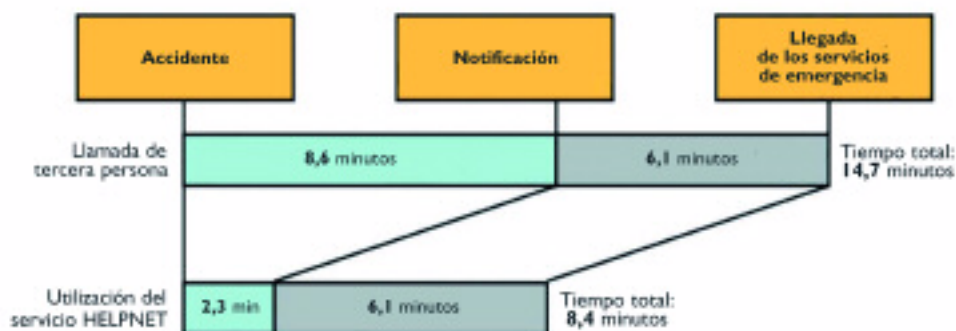 Accidente
Notificación
Llegada
de los servicios
de emergencia
Llamada de
tercera persona
8,6 minutos
6,1 minutos
Tiempo total:
14,7 minutos
Utilización del
servicio HELPNET
2,3 min
6,1 minutos
Tiempo total:
8,4 minutos